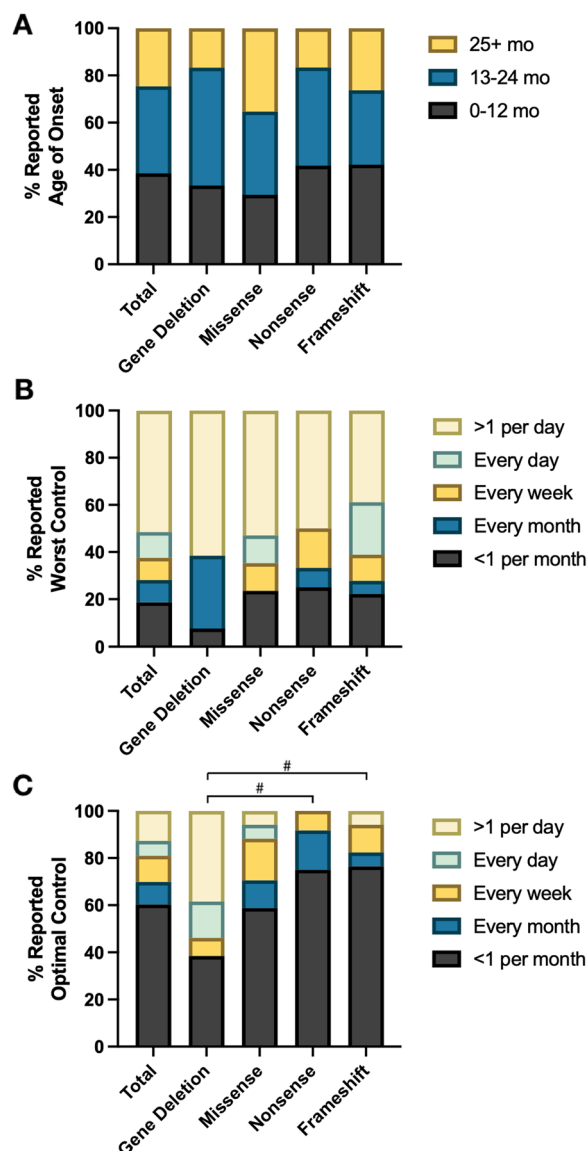 A
% Reported
Age of Onset
100
80
60
40
20
0
Total
Gene Deletion
Missense
Nonsense
Frameshift
25+ mo
13-24 mo
0-12 mo
B
% Reported
Worst Control
100
80
60
40
20
0
Total
Gene Deletion
Missense
Nonsense
Frameshift
>1 per day
Every day
Every week
Every month
<1 per month
C
#
#
% Reported
Optimal Control
100
80
60
40
20
0
Total
Gene Deletion
Missense
Nonsense
Frameshift
>1 per day
Every day
Every week
Every month
<1 per month